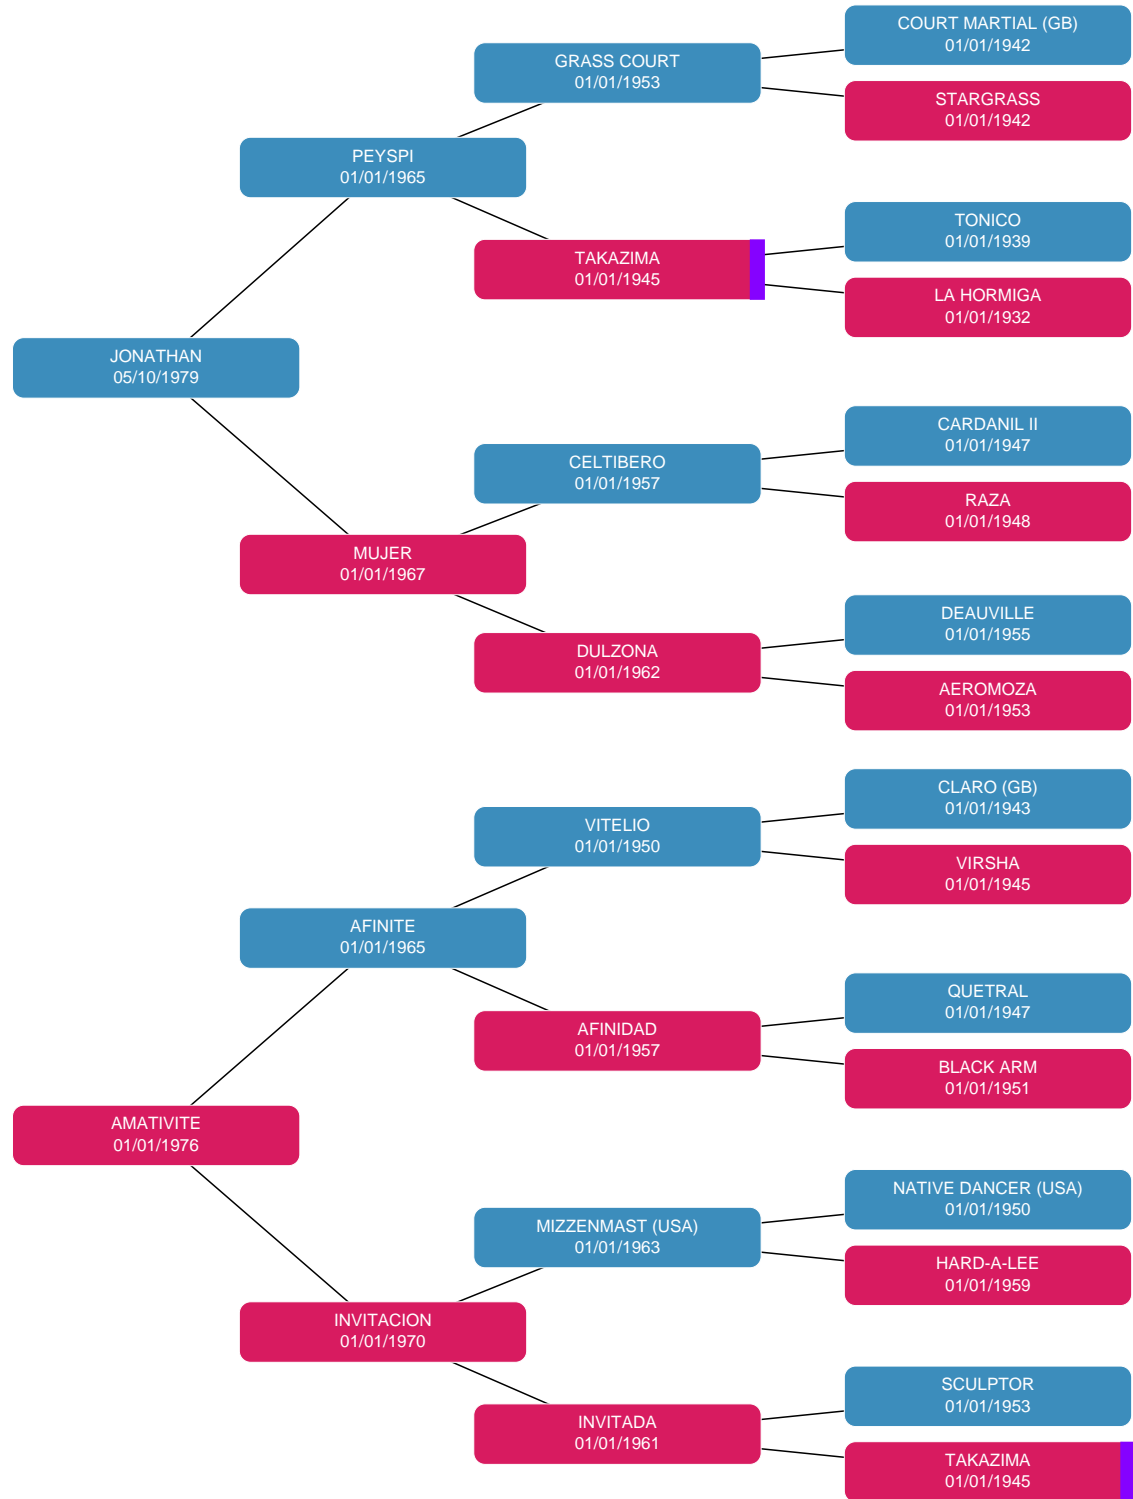 COURT MARTIAL (GB)
01/01/1942
GRASS COURT
01/01/1953
STARGRASS
01/01/1942
PEYSPI
01/01/1965
TONICO
01/01/1939
TAKAZIMA
01/01/1945
LA HORMIGA
01/01/1932
JONATHAN
05/10/1979
CARDANIL II
01/01/1947
CELTIBERO
01/01/1957
RAZA
01/01/1948
MUJER
01/01/1967
DEAUVILLE
01/01/1955
DULZONA
01/01/1962
AEROMOZA
01/01/1953
CLARO (GB)
01/01/1943
VITELIO
01/01/1950
VIRSHA
01/01/1945
AFINITE
01/01/1965
QUETRAL
01/01/1947
AFINIDAD
01/01/1957
BLACK ARM
01/01/1951
AMATIVITE
01/01/1976
NATIVE DANCER (USA)
01/01/1950
MIZZENMAST (USA)
01/01/1963
HARD-A-LEE
01/01/1959
INVITACION
01/01/1970
SCULPTOR
01/01/1953
INVITADA
01/01/1961
TAKAZIMA
01/01/1945